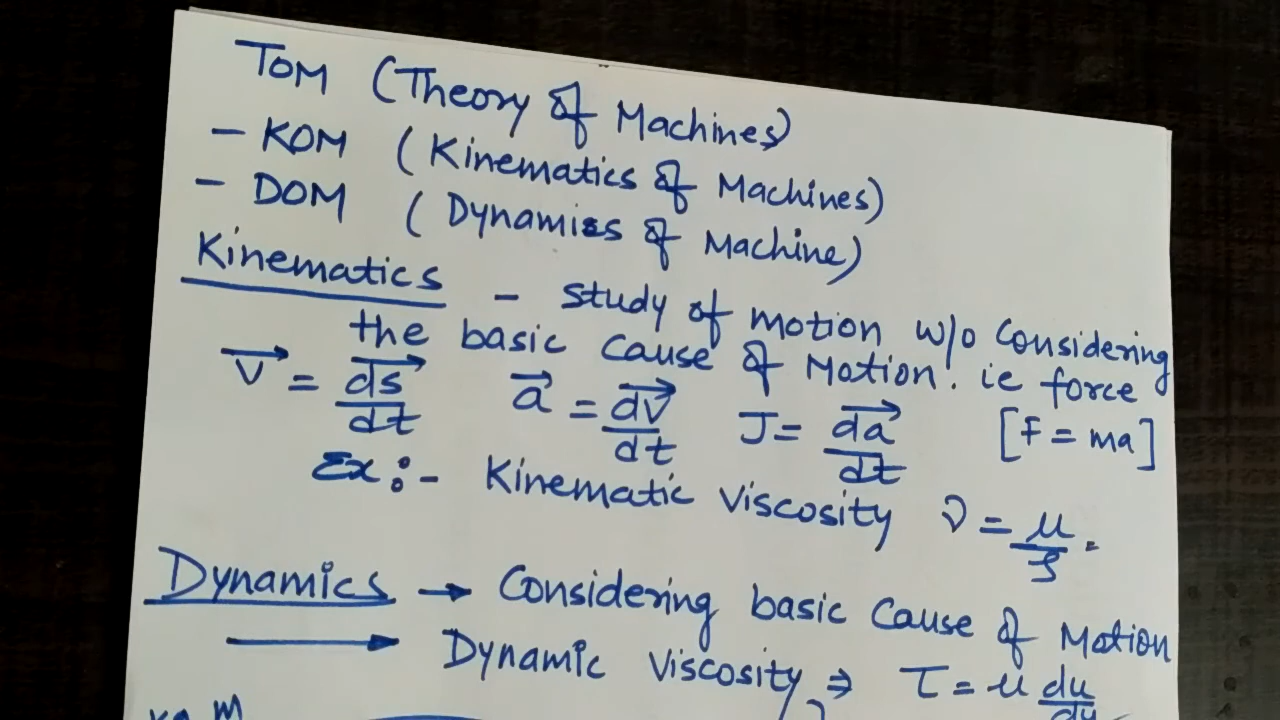 TOM (Theory of Machines)
- KOM (Kinematics of Machines)
- DOM (Dynamics of Machine)
Kinematics - Study of motion w/o Considering
the basic cause of Motion. ie force
v⃗ = ds⃗/dt a⃗ = dv⃗/dt J = da⃗/dt [F = ma]
Ex:- Kinematic Viscosity ν = μ/ρ.
Dynamics → Considering basic Cause of Motion
→ Dynamic Viscosity ⇒ τ = μ du/dy
m